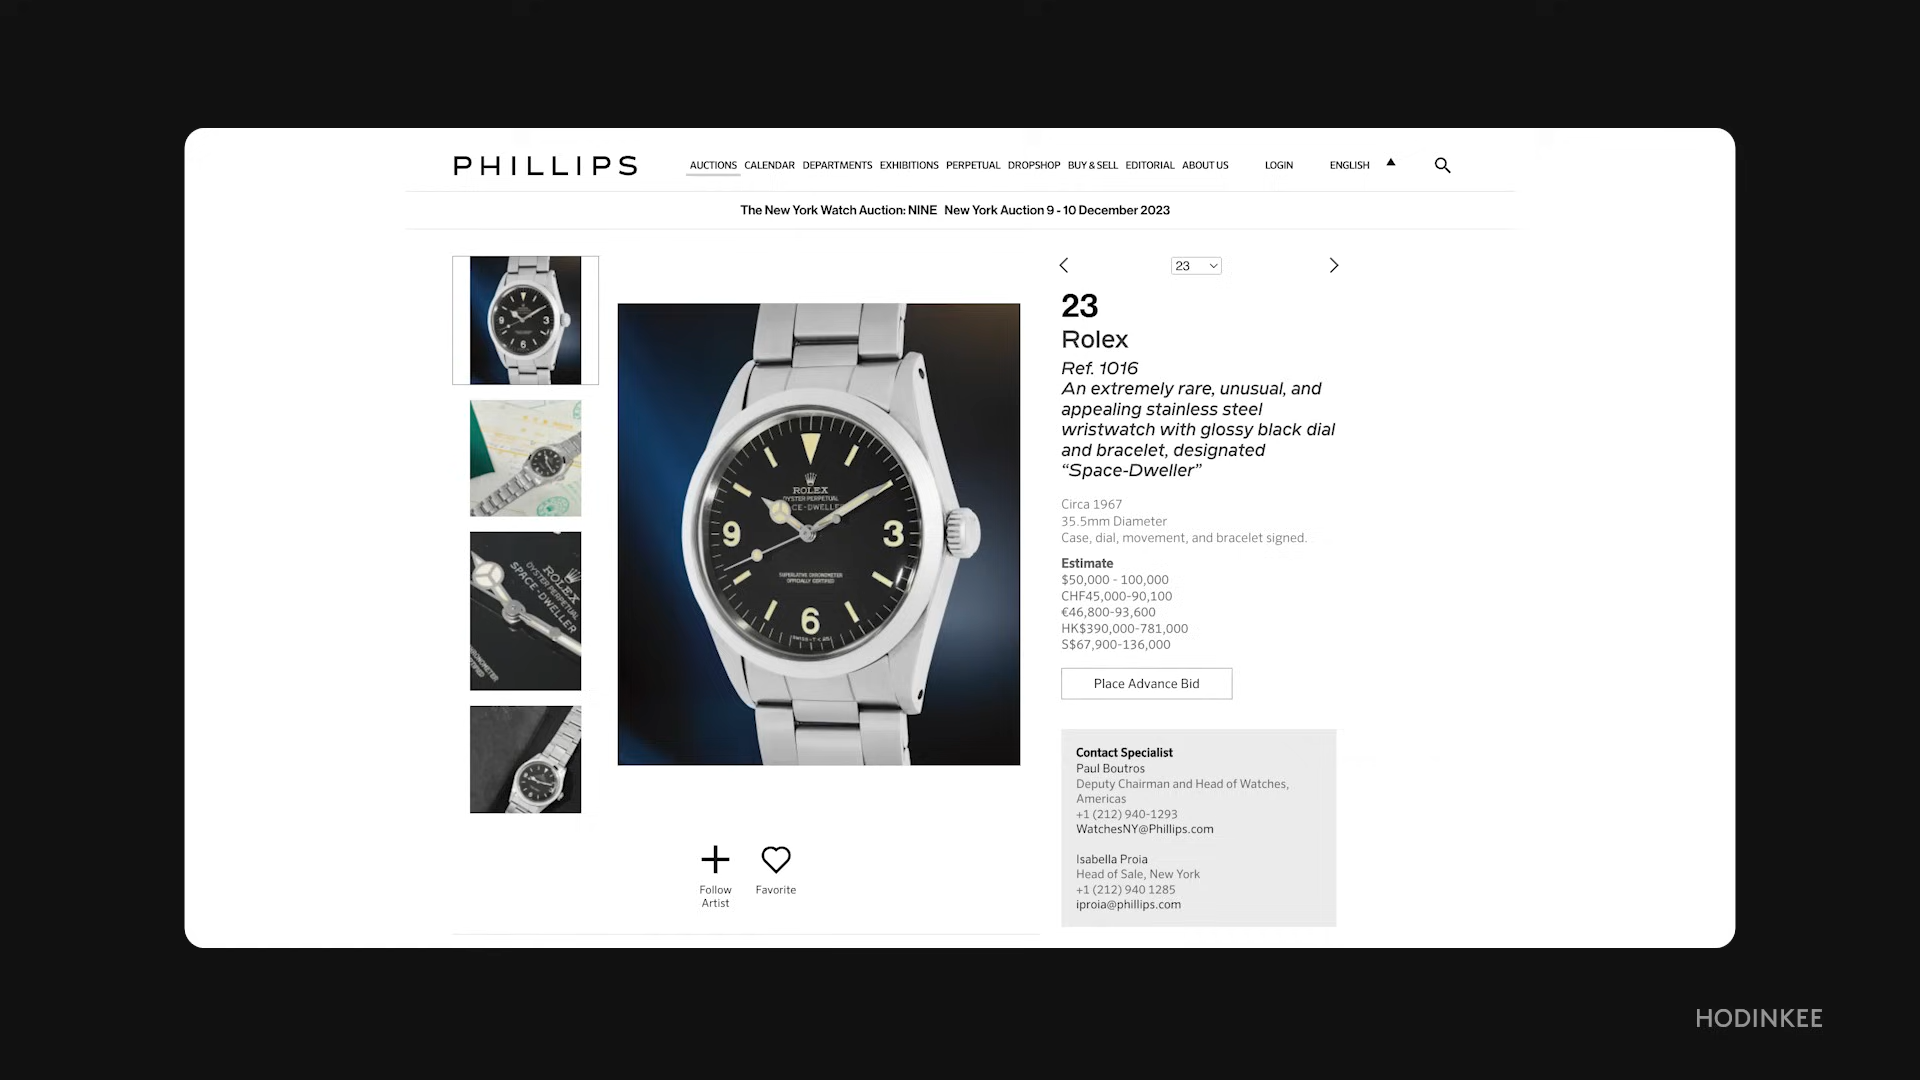 PHILLIPS
AUCTIONS CALENDAR DEPARTMENTS EXHIBITIONS PERPETUAL DROPSHOP BUY & SELL EDITORIAL ABOUT US LOGIN ENGLISH
The New York Watch Auction: NINE New York Auction 9 - 10 December 2023
23
23
Rolex
Ref. 1016
An extremely rare, unusual, and
appealing stainless steel
wristwatch with glossy black dial
and bracelet, designated
“Space-Dweller”
Circa 1967
35.5mm Diameter
Case, dial, movement, and bracelet signed.
Estimate
$50,000 - 100,000
CHF45,000-90,100
€46,800-93,600
HK$390,000-781,000
S$67,900-136,000
Place Advance Bid
Contact Specialist
Paul Boutros
Deputy Chairman and Head of Watches,
Americas
+1 (212) 940-1293
WatchesNY@Phillips.com
Isabella Proia
Head of Sale, New York
+1 (212) 940 1285
iproia@phillips.com
ROLEX
OYSTER PERPETUAL
9 3
SUPERLATIVE CHRONOMETER
OFFICIALLY CERTIFIED
6
ROLEX
OYSTER PERPETUAL
SPACE-DWELLER
Follow
Artist
Favorite
HODINKEE